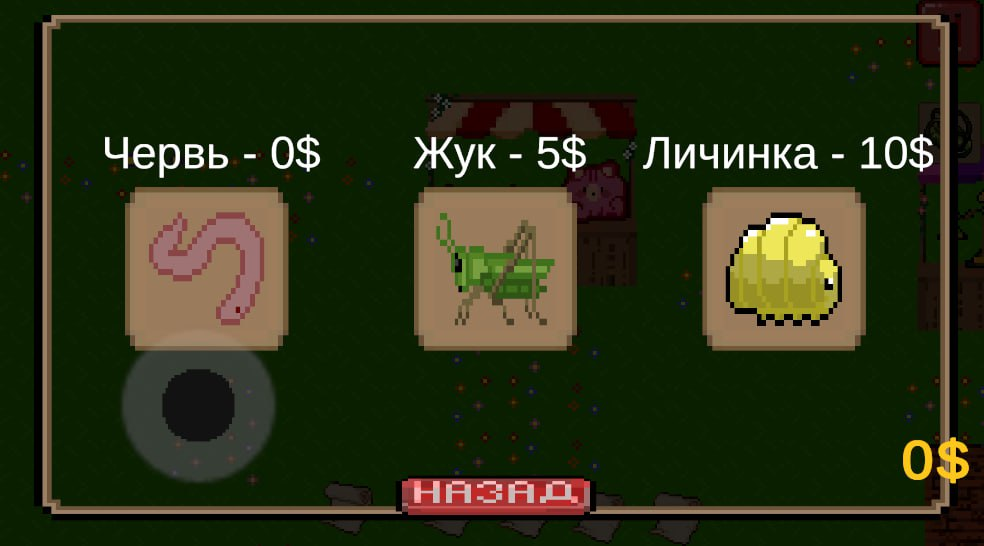 Червь - 0$
Жук - 5$
Личинка - 10$
0$
НАЗАД